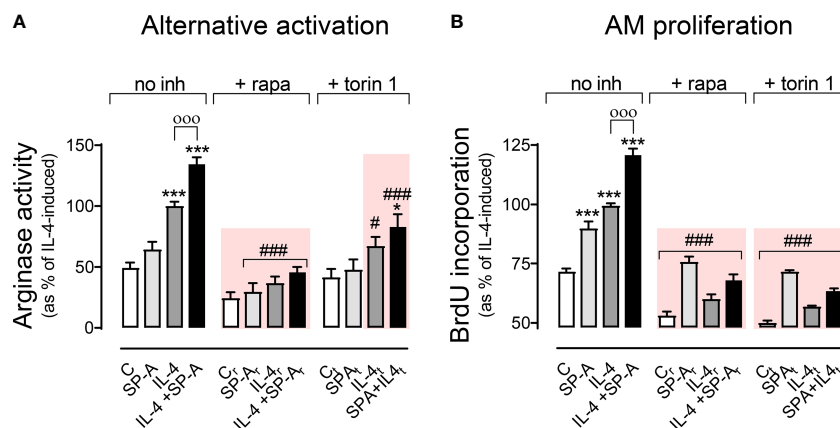 A
Alternative activation
no inh
+ rapa
+ torin 1
Arginase activity
(as % of IL-4-induced)
150
100
50
0
***
ooo
***
###
#
###
*
C
SP-A
IL-4
IL-4 +SP-A
Cr
SP-Ar
IL-4r
IL-4 +SP-Ar
Ct
SPAt
IL-4t
SPA+IL4t
B
AM proliferation
no inh
+ rapa
+ torin 1
BrdU incorporation
(as % of IL-4-induced)
125
100
75
50
***
***
ooo
***
###
###
C
SP-A
IL-4
IL-4 +SP-A
Cr
SP-Ar
IL-4r
IL-4 +SP-Ar
Ct
SPAt
IL-4t
SPA+IL4t